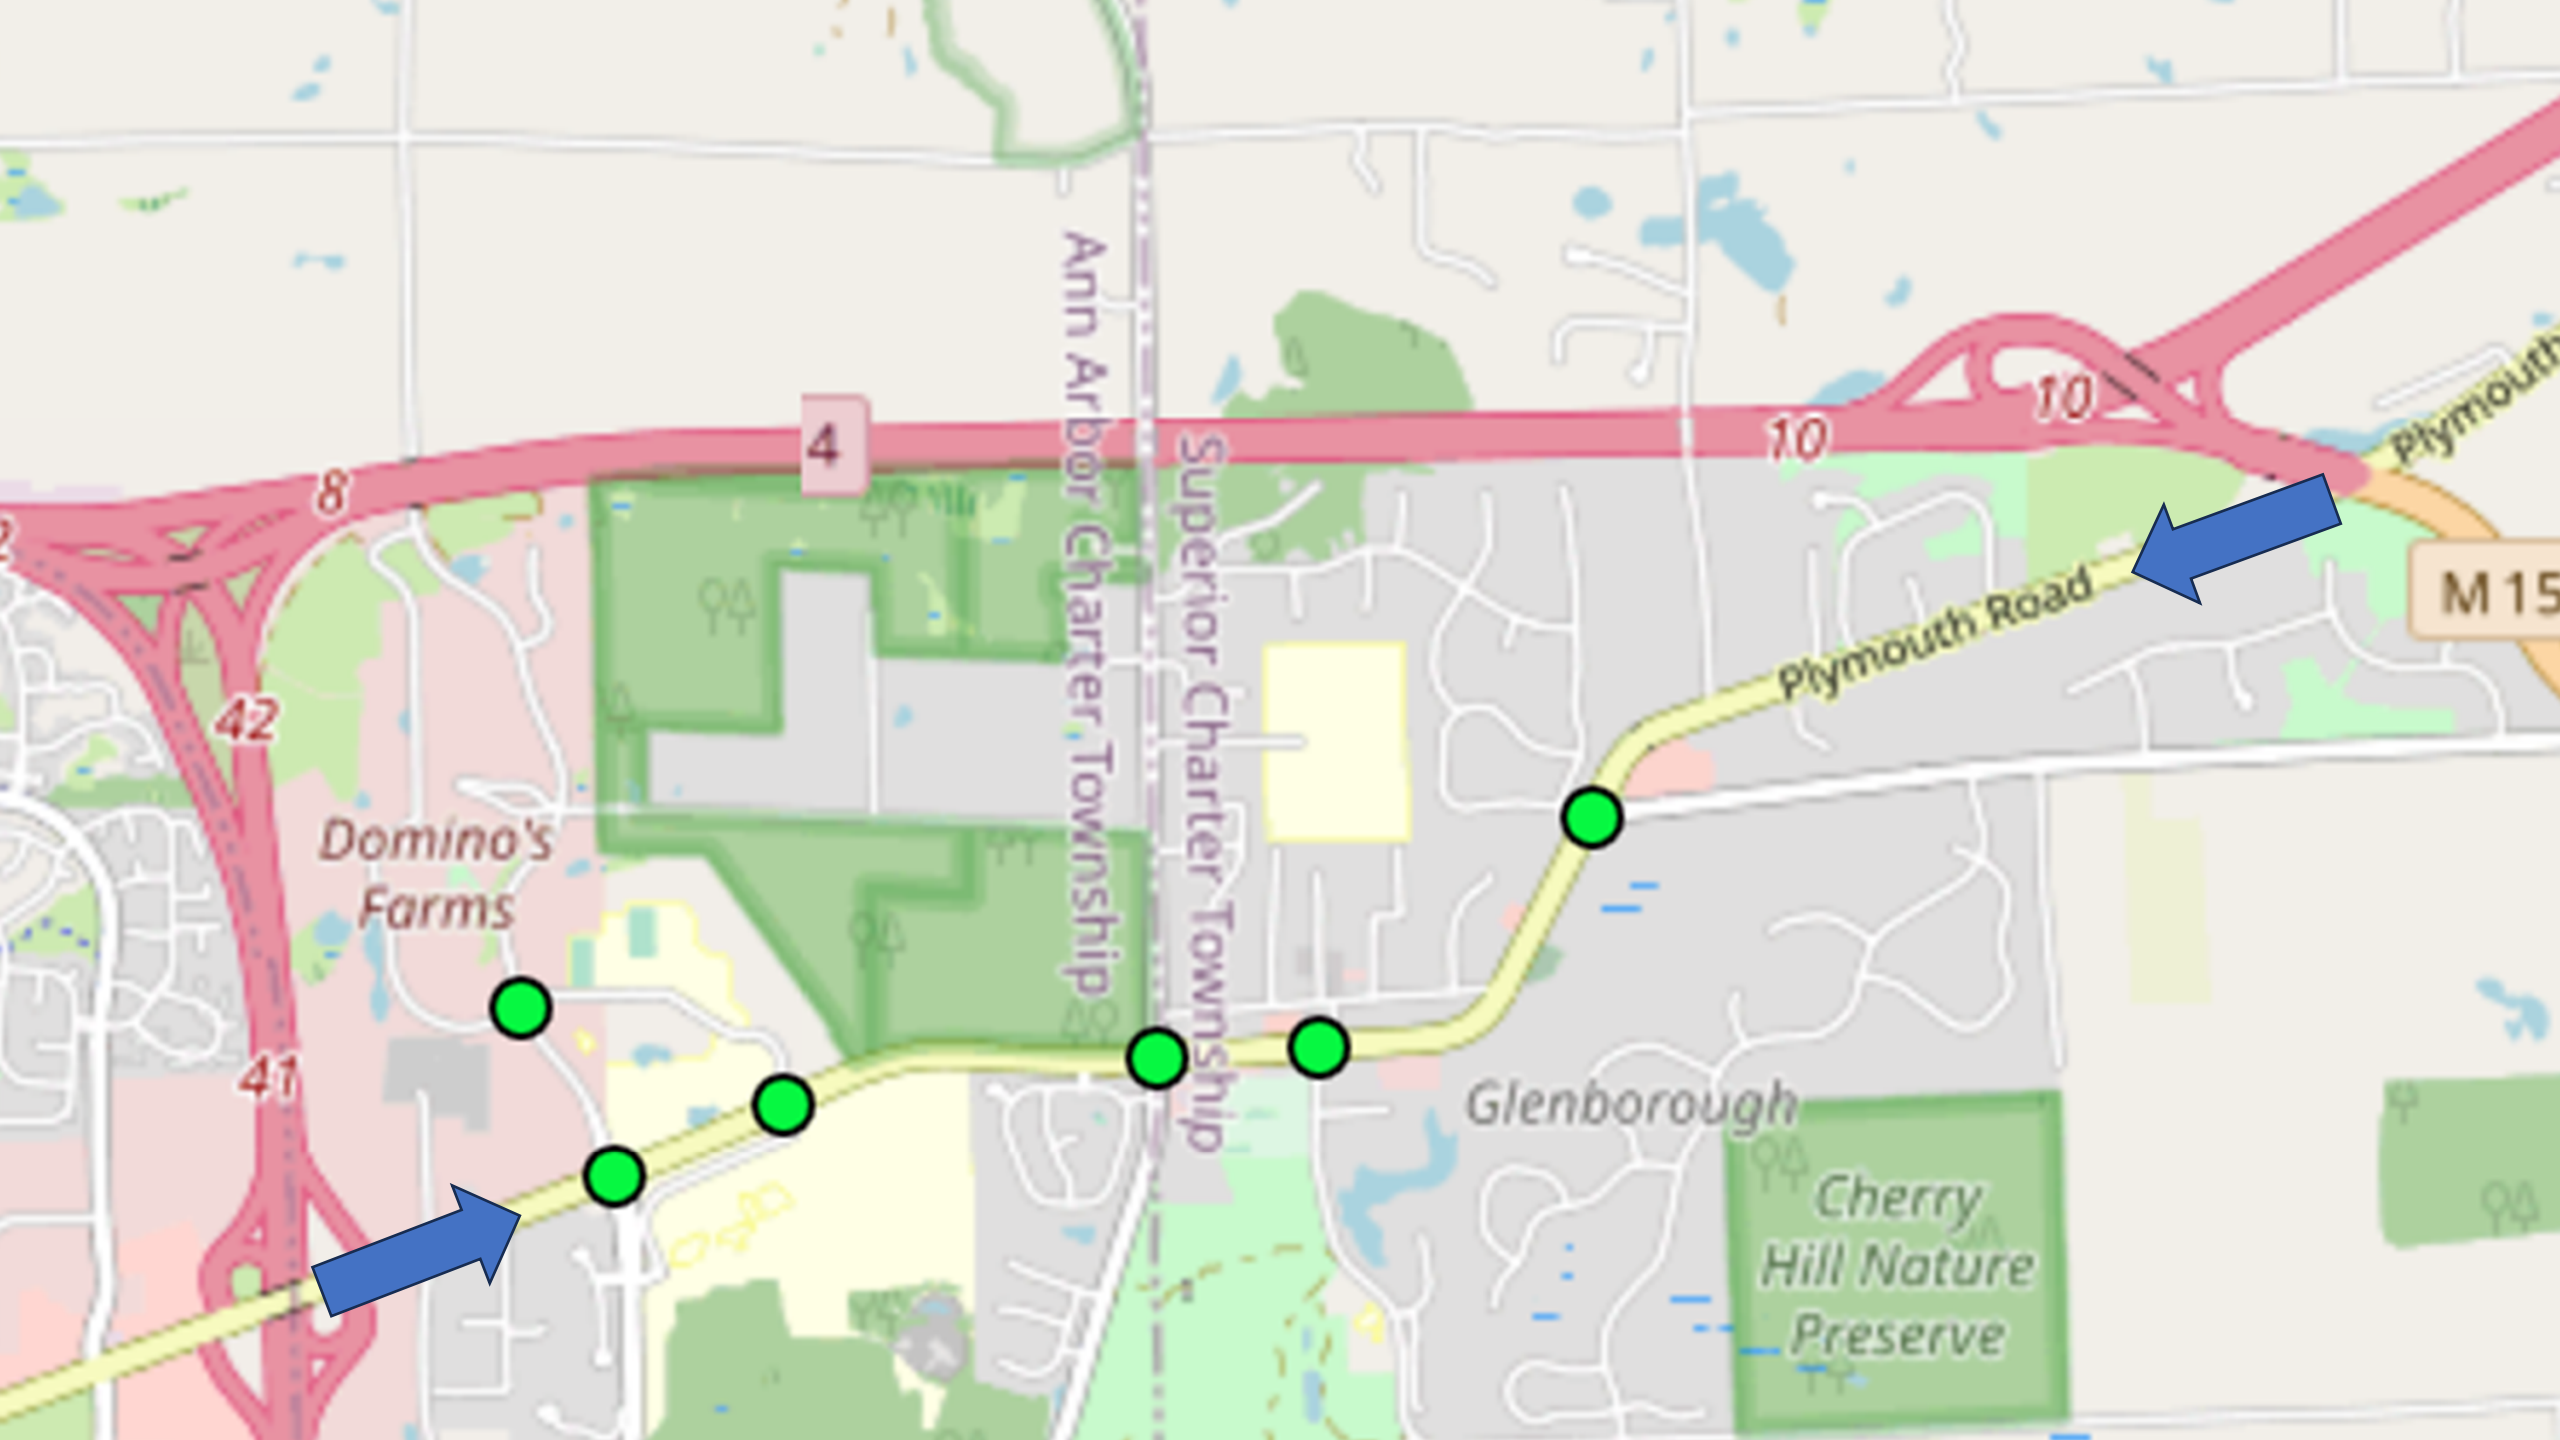 Plymouth
4
10
10
8
2
Ann Arbor Charter Township
Superior Charter Township
M 15
Plymouth Road
42
Domino's
Farms
41
Glenborough
Cherry
Hill Nature
Preserve